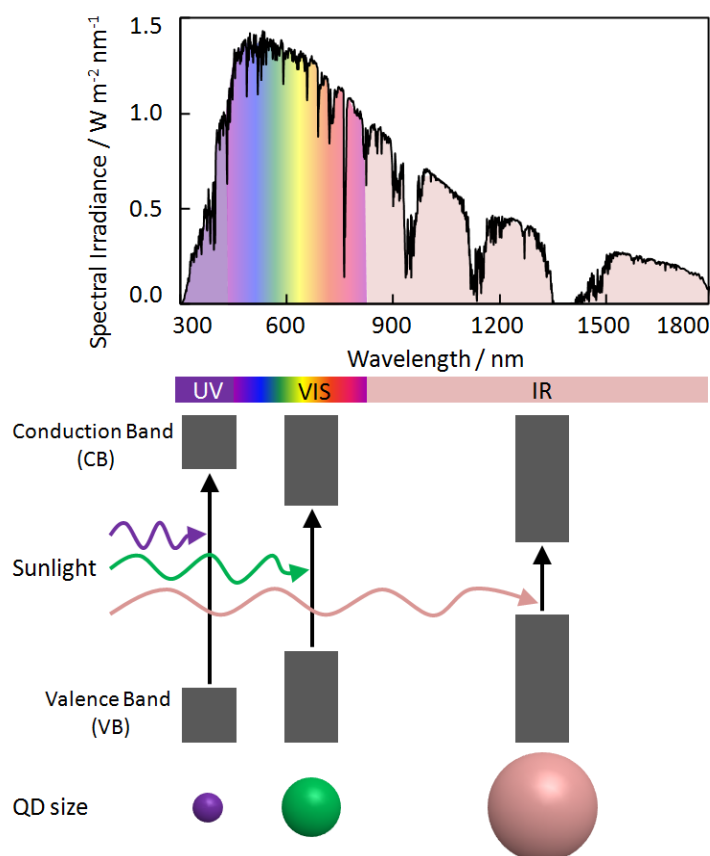 Spectral Irradiance / W m⁻² nm⁻¹
1.5
1.0
0.5
0.0
300 600 900 1200 1500 1800
Wavelength / nm
UV VIS IR
Conduction Band
(CB)
Sunlight
Valence Band
(VB)
QD size